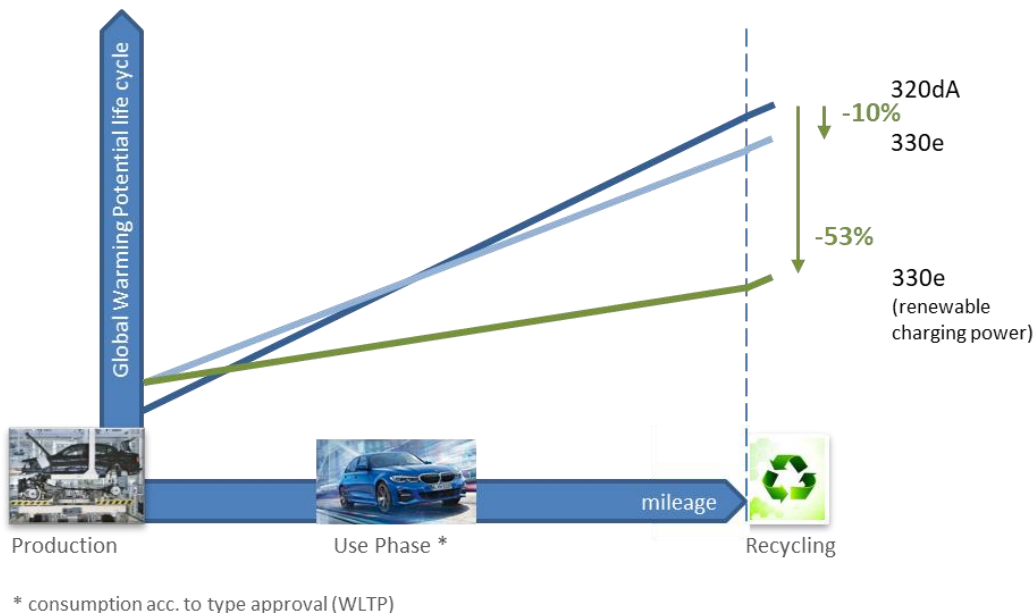 Global Warming Potential life cycle
320dA
-10%
330e
-53%
330e
(renewable
charging power)
mileage
Production
Use Phase *
Recycling
* consumption acc. to type approval (WLTP)